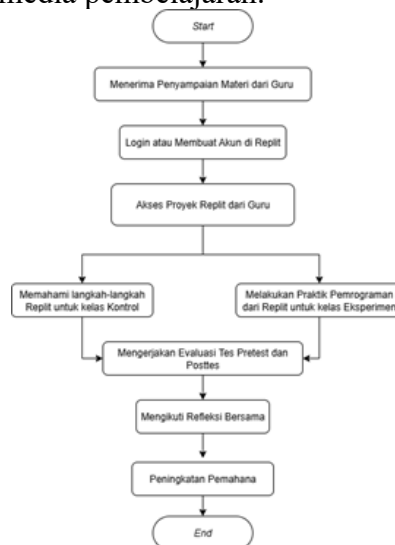 media pembelajaran.
Start
Menerima Penyampaian Materi dari Guru
Login atau Membuat Akun di Replit
Akses Proyek Replit dari Guru
Memahami langkah-langkah
Replit untuk kelas Kontrol
Melakukan Praktik Pemrograman
dari Replit untuk kelas Eksperimen
Mengerjakan Evaluasi Tes Pretest dan
Posttes
Mengikuti Refleksi Bersama
Peningkatan Pemahana
End